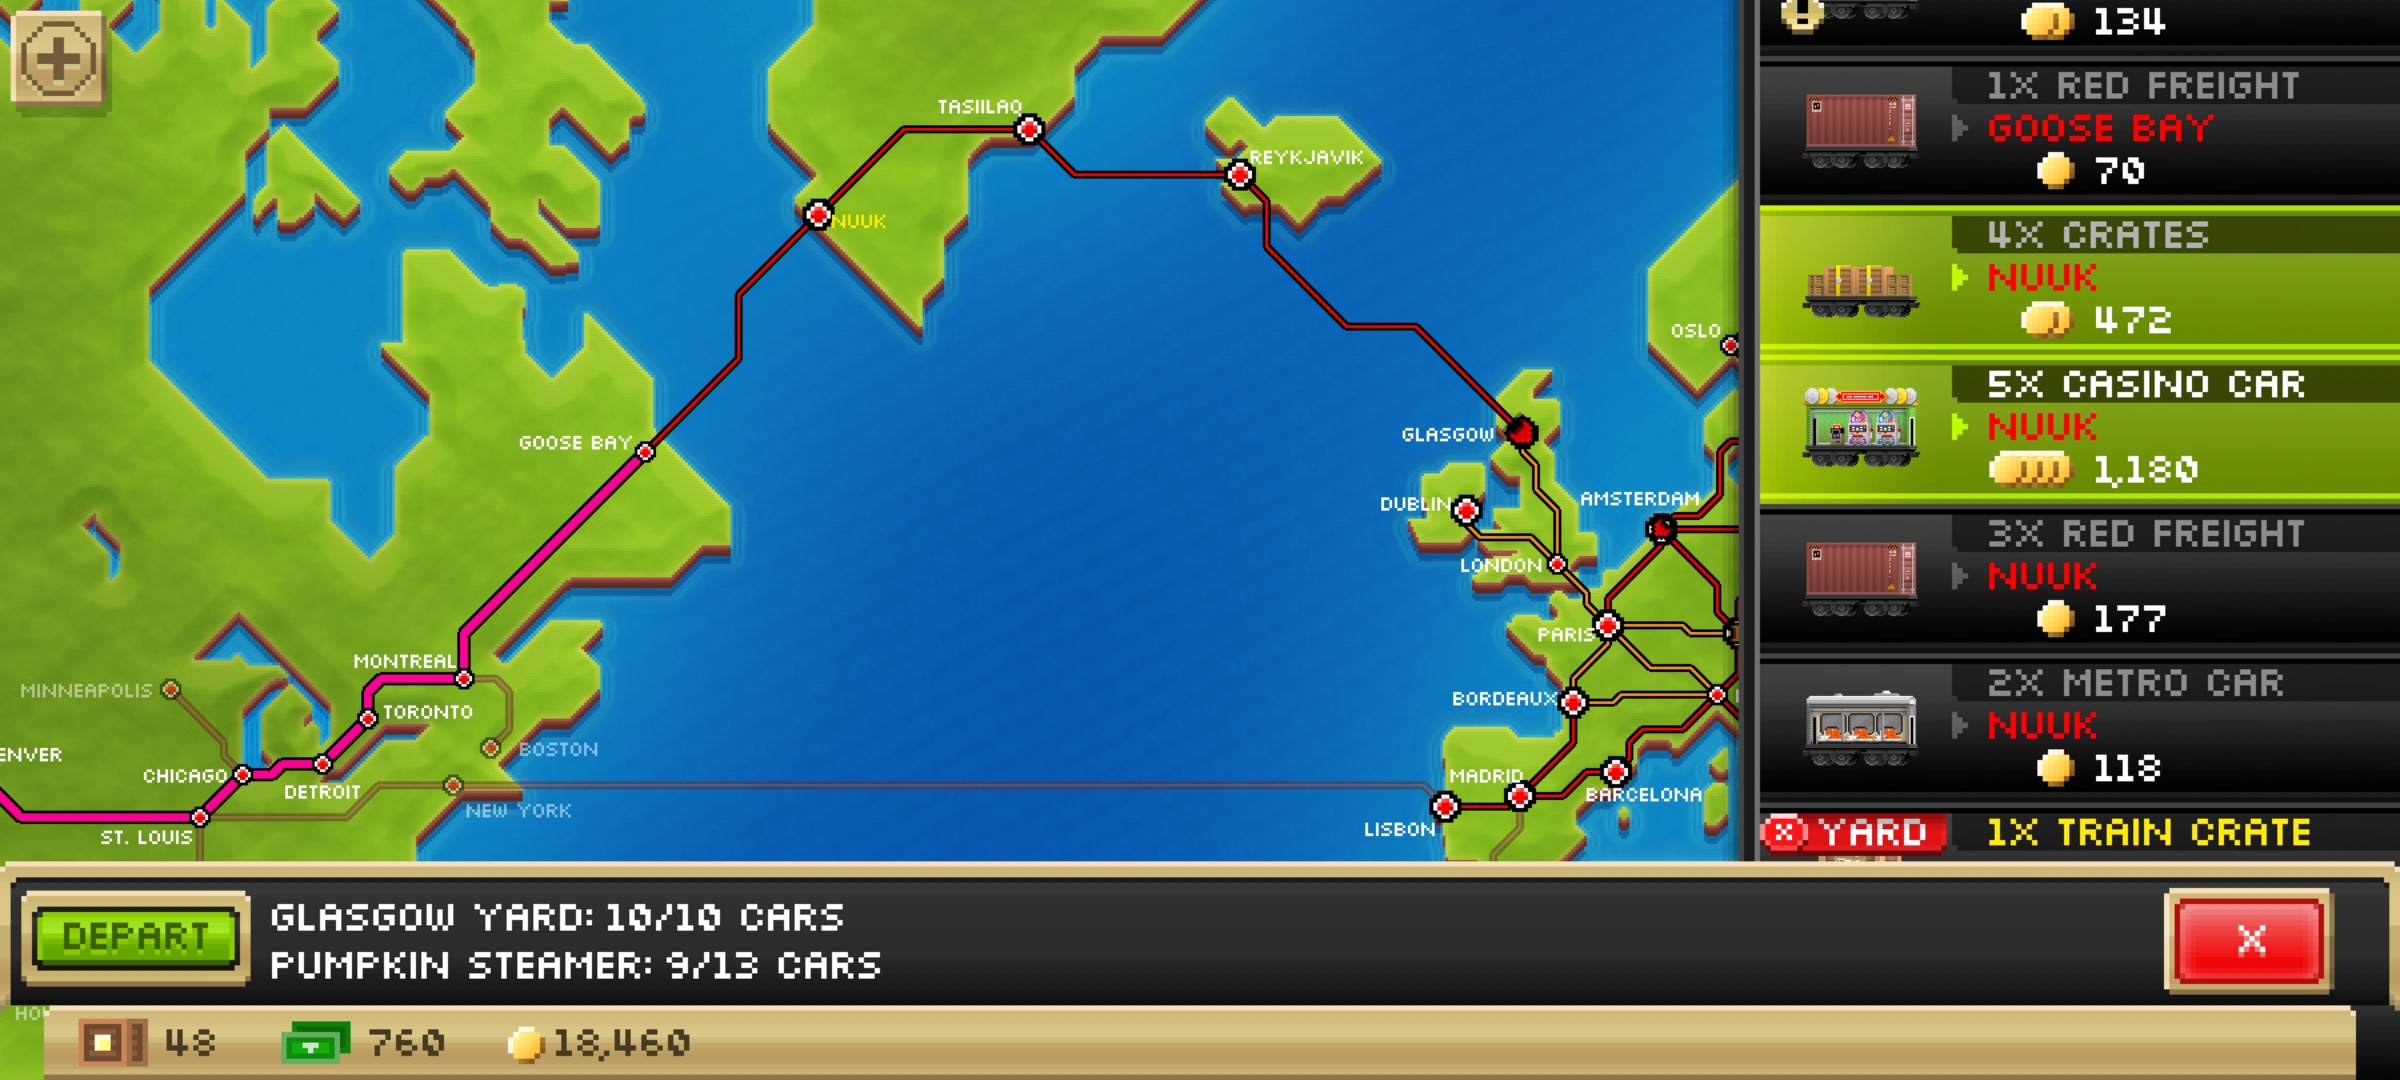 134
1X RED FREIGHT
GOOSE BAY
70
4X CRATES
NUUK
472
5X CASINO CAR
NUUK
1,180
3X RED FREIGHT
NUUK
177
2X METRO CAR
NUUK
118
YARD
1X TRAIN CRATE
TASIILAQ
REYKJAVIK
NUUK
OSLO
GOOSE BAY
GLASGOW
AMSTERDAM
DUBLIN
LONDON
PARIS
MONTREAL
MINNEAPOLIS
BORDEAUX
TORONTO
BOSTON
ENVER
CHICAGO
MADRID
DETROIT
BARCELONA
NEW YORK
LISBON
ST. LOUIS
DEPART
GLASGOW YARD: 10/10 CARS
PUMPKIN STEAMER: 9/13 CARS
X
HO
48
760
18,460